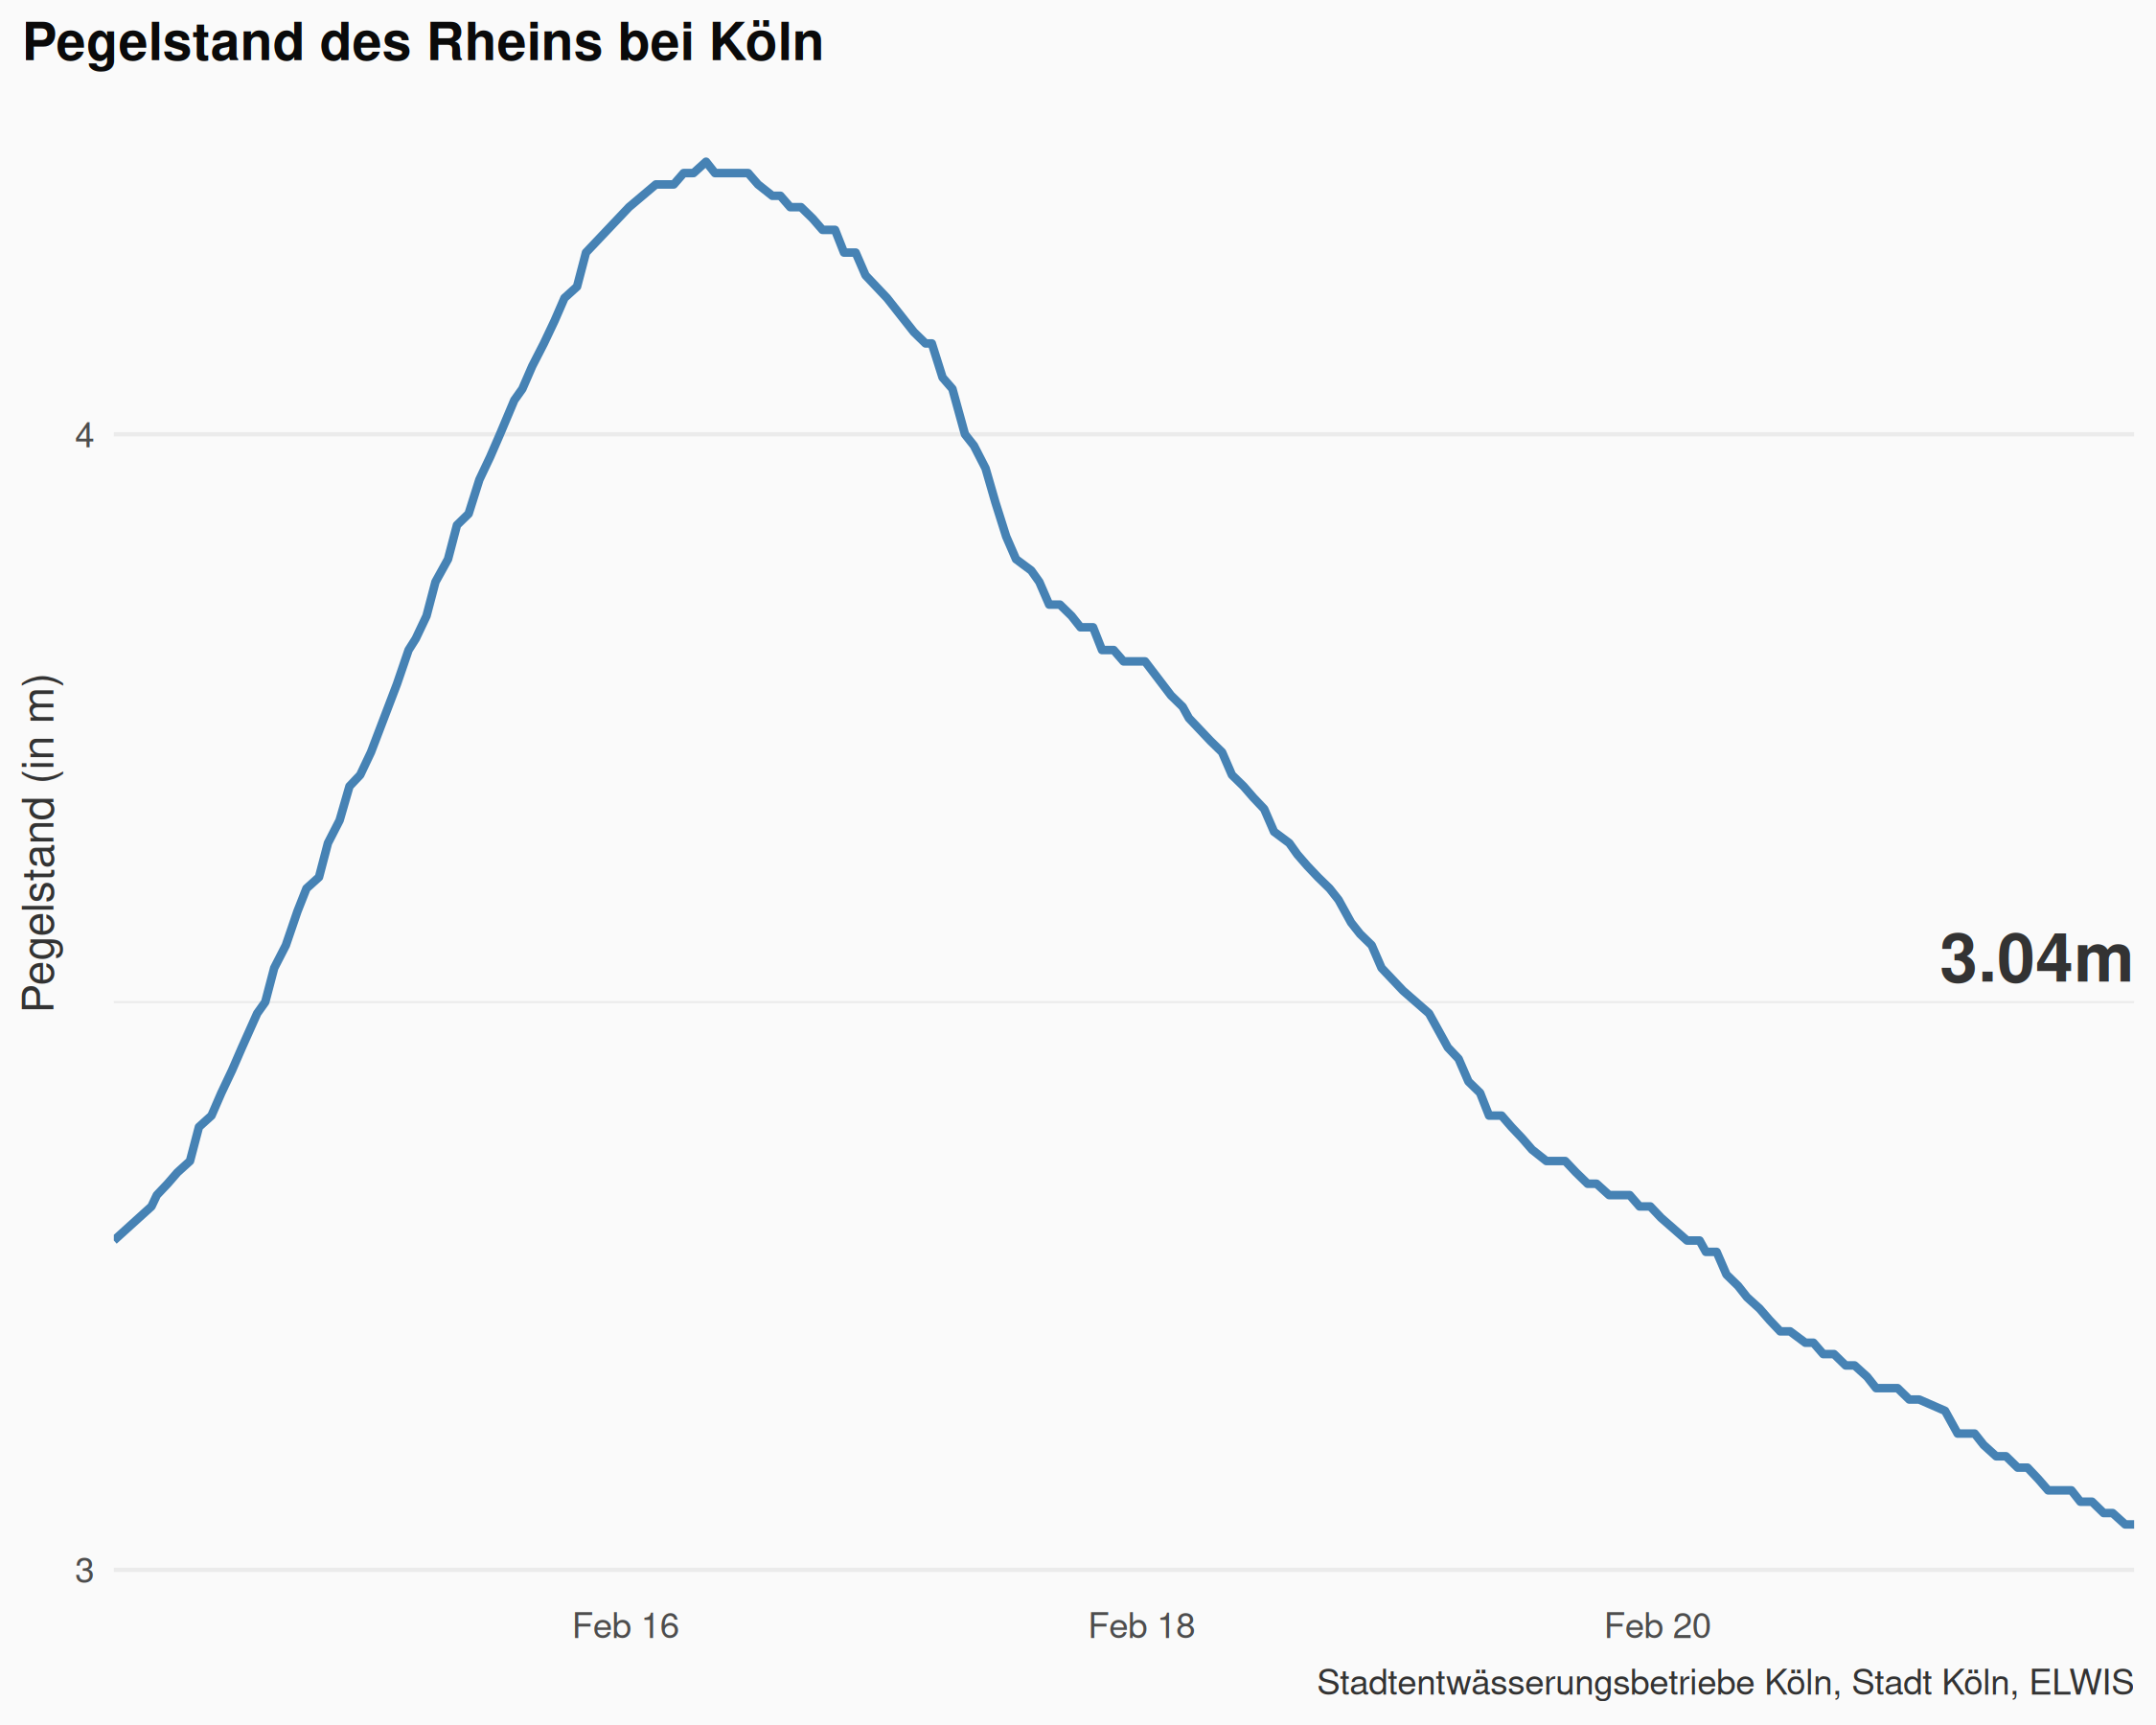 Pegelstand des Rheins bei Köln
Pegelstand (in m)
4
3.04m
3
Feb 16
Feb 18
Feb 20
Stadtentwässerungsbetriebe Köln, Stadt Köln, ELWIS